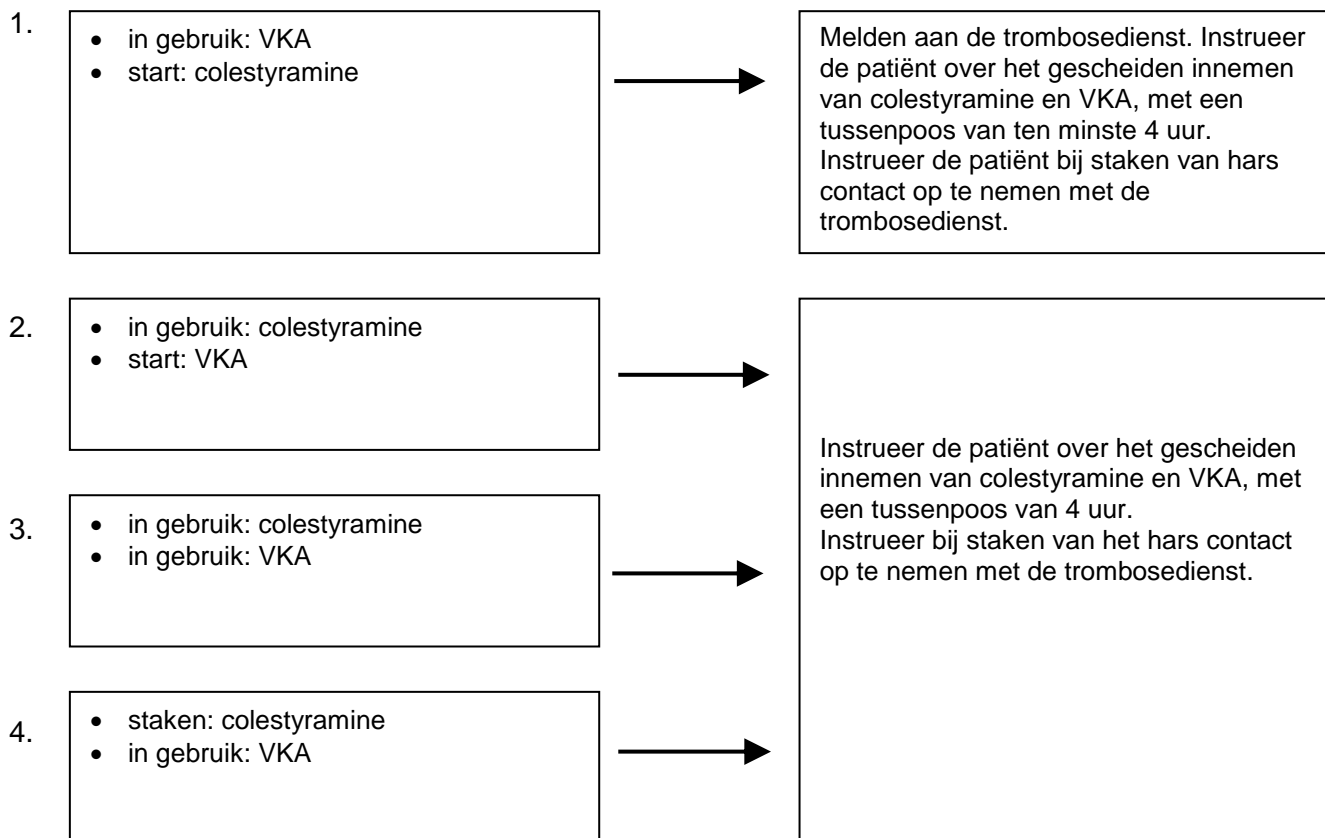 1.
• in gebruik: VKA
• start: colestyramine
Melden aan de trombosedienst. Instrueer
de patiënt over het gescheiden innemen
van colestyramine en VKA, met een
tussenpoos van ten minste 4 uur.
Instrueer de patiënt bij staken van hars
contact op te nemen met de
trombosedienst.
2.
• in gebruik: colestyramine
• start: VKA
3.
• in gebruik: colestyramine
• in gebruik: VKA
4.
• staken: colestyramine
• in gebruik: VKA
Instrueer de patiënt over het gescheiden
innemen van colestyramine en VKA, met
een tussenpoos van 4 uur.
Instrueer bij staken van het hars contact
op te nemen met de trombosedienst.